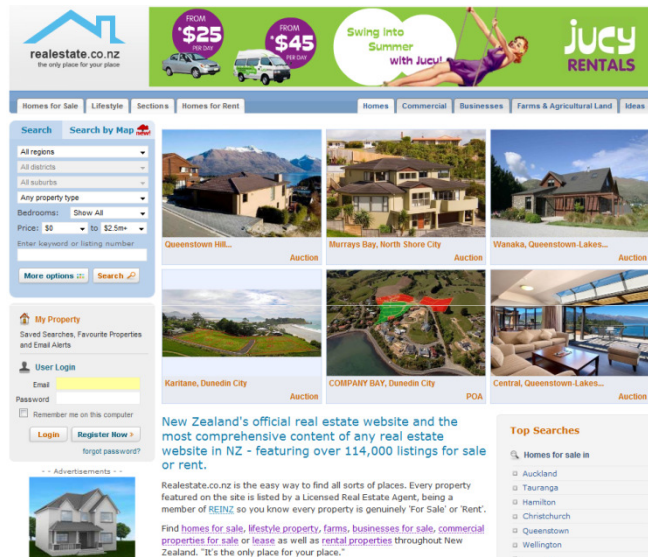 realestate.co.nz
the only place for your place
FROM
$25
PER DAY
FROM
$45
PER DAY
Swing into
Summer
with Jucy!
JUCY
RENTALS
Homes for Sale
Lifestyle
Sections
Homes for Rent
Homes
Commercial
Businesses
Farms & Agricultural Land
Ideas
Search
Search by Map new!
All regions
All districts
All suburbs
Any property type
Bedrooms: Show All
Price: $0 to $2.5m+
Enter keyword or listing number
More options
Search
Queenstown Hill...
Auction
Murrays Bay, North Shore City
Auction
Wanaka, Queenstown-Lakes...
Auction
Karitane, Dunedin City
Auction
COMPANY BAY, Dunedin City
POA
Central, Queenstown-Lakes...
Auction
My Property
Saved Searches, Favourite Properties
and Email Alerts
User Login
Email
Password
Remember me on this computer
Login
Register Now >
forgot password?
- - Advertisements - -
New Zealand's official real estate website and the
most comprehensive content of any real estate
website in NZ - featuring over 114,000 listings for sale
or rent.
Realestate.co.nz is the easy way to find all sorts of places. Every property
featured on the site is listed by a Licensed Real Estate Agent, being a
member of REINZ so you know every property is genuinely 'For Sale' or 'Rent'.
Find homes for sale, lifestyle property, farms, businesses for sale, commercial
properties for sale or lease as well as rental properties throughout New
Zealand. "It's the only place for your place."
Top Searches
Homes for sale in
Auckland
Tauranga
Hamilton
Christchurch
Queenstown
Wellington